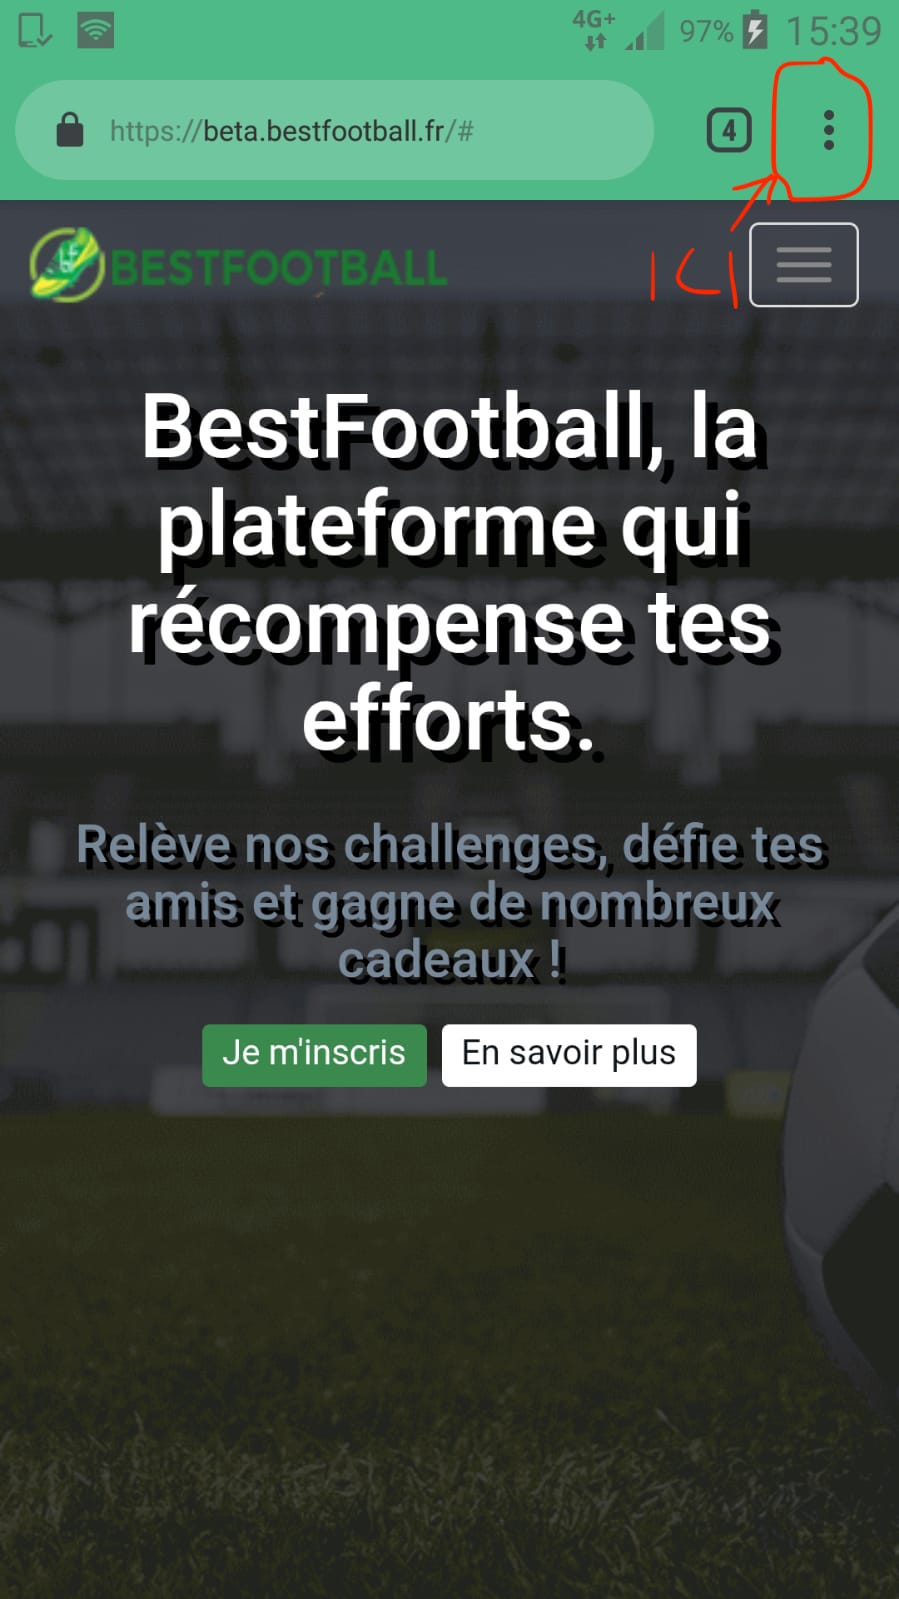 4G+ 97% 15:39
https://beta.bestfootball.fr/# 4
ICI
BESTFOOTBALL
BestFootball, la
plateforme qui
récompense tes
efforts.
Relève nos challenges, défie tes
amis et gagne de nombreux
cadeaux !
Je m'inscris En savoir plus